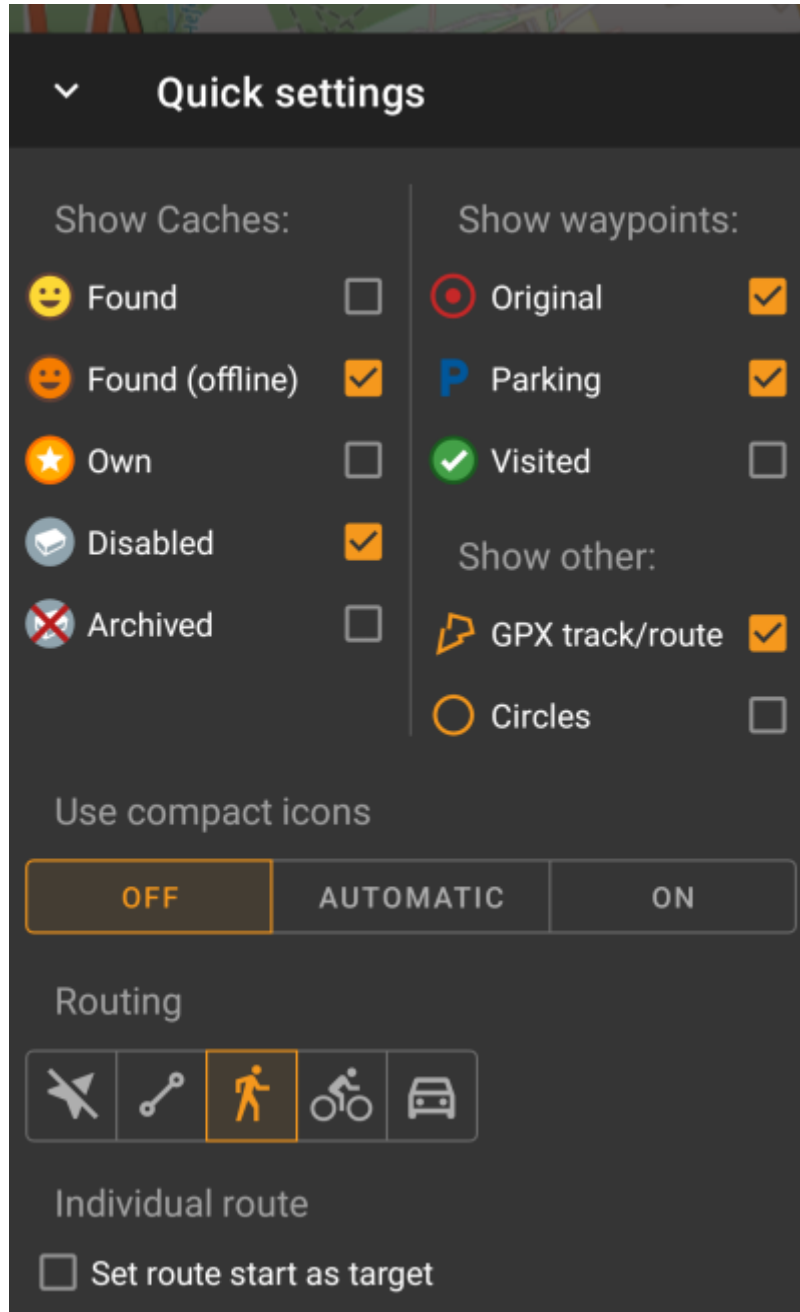 Quick settings
Show Caches:
Found
Found (offline)
Own
Disabled
Archived
Show waypoints:
Original
P Parking
Visited
Show other:
GPX track/route
Circles
Use compact icons
OFF AUTOMATIC ON
Routing
Individual route
Set route start as target